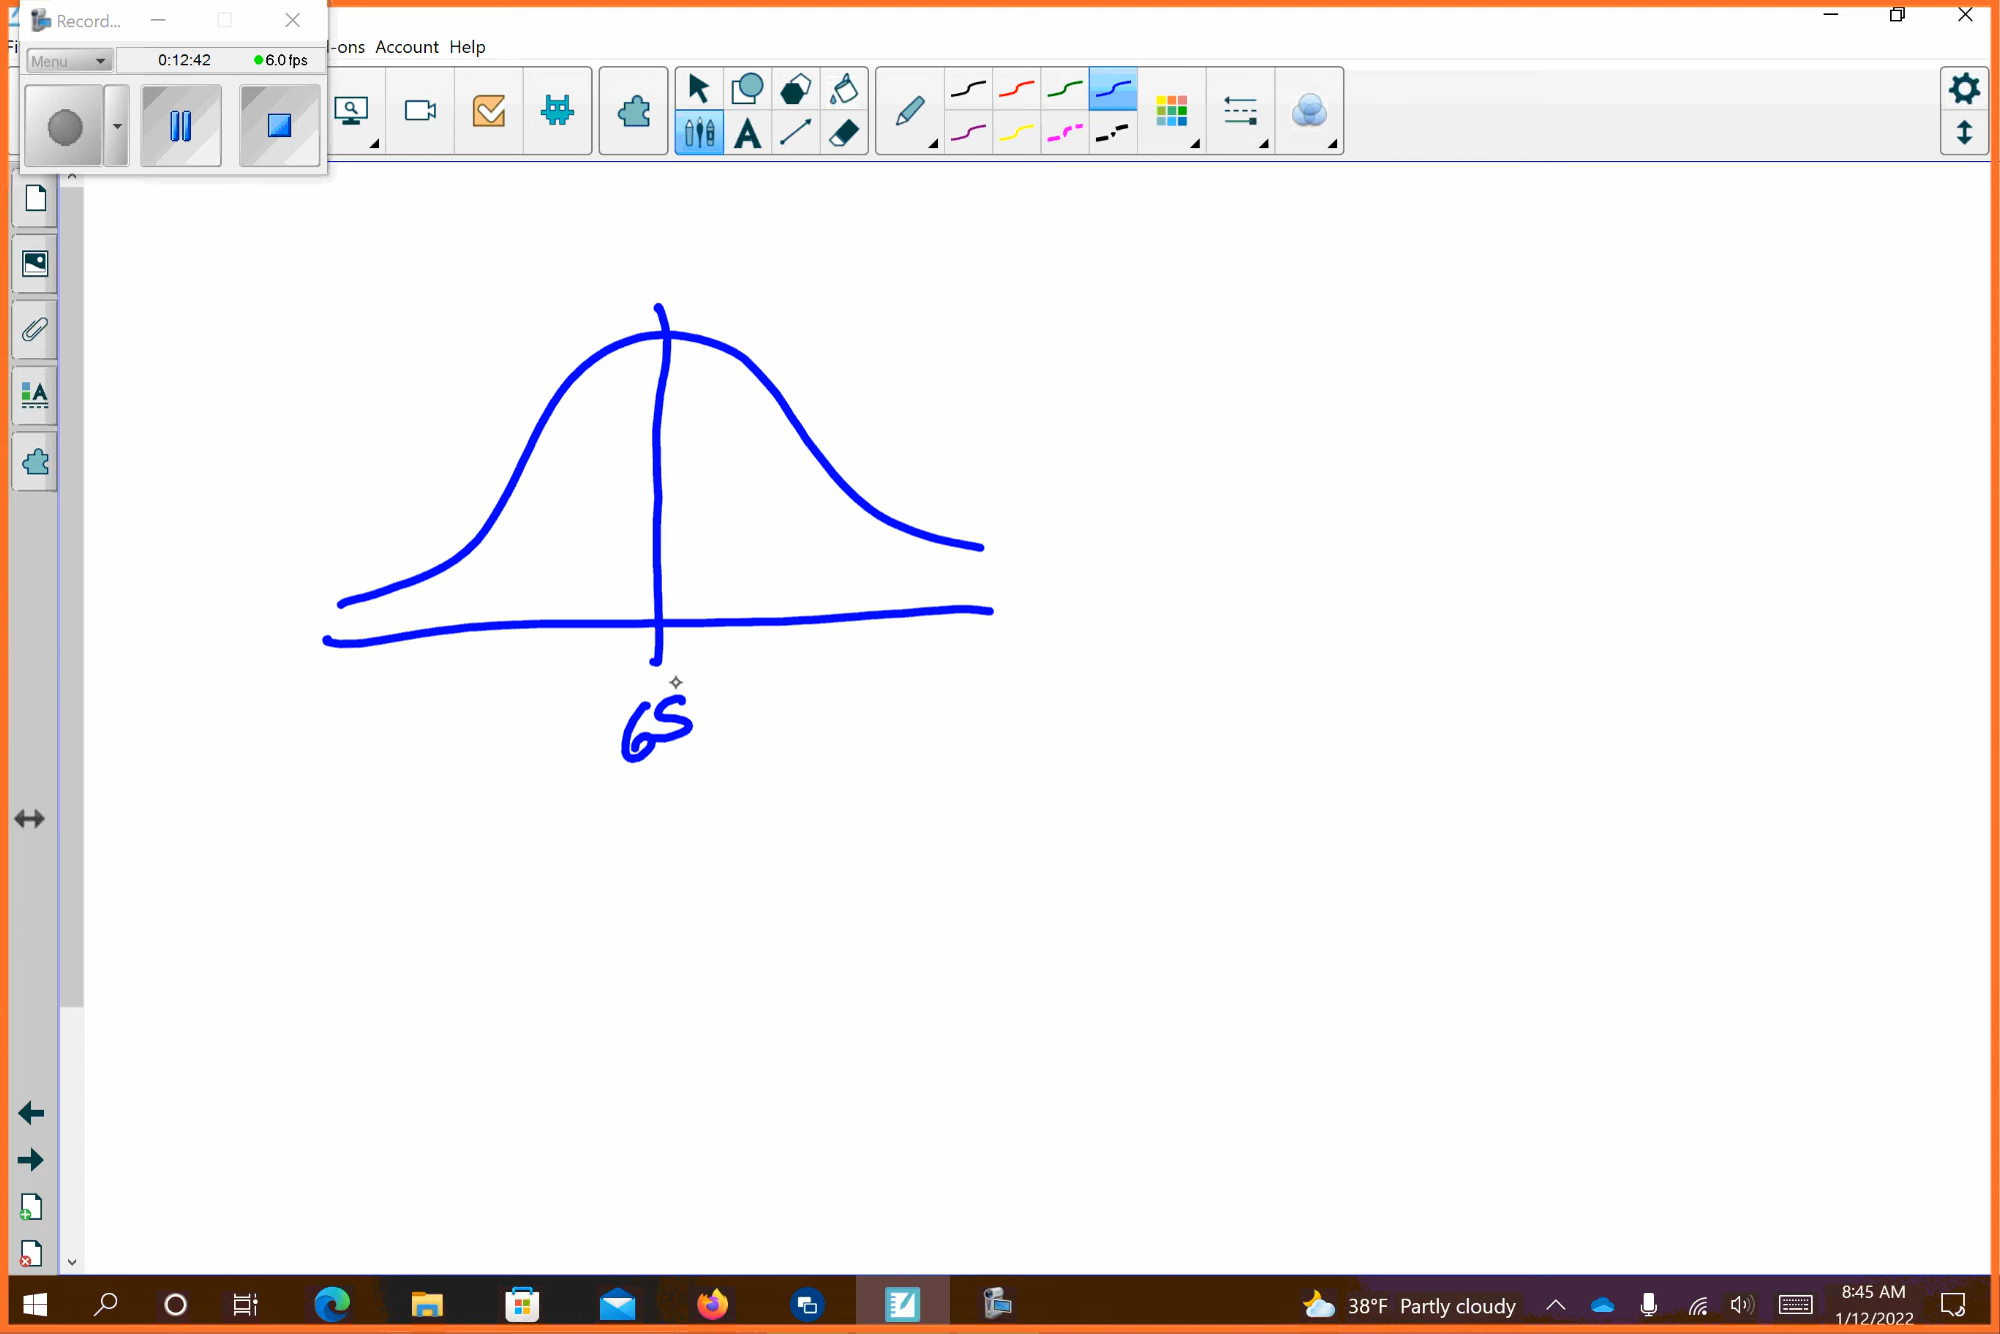 Record...
Menu
0:12:42
6.0 fps
-ons Account Help
A
A
65
38°F Partly cloudy
8:45 AM
1/12/2022